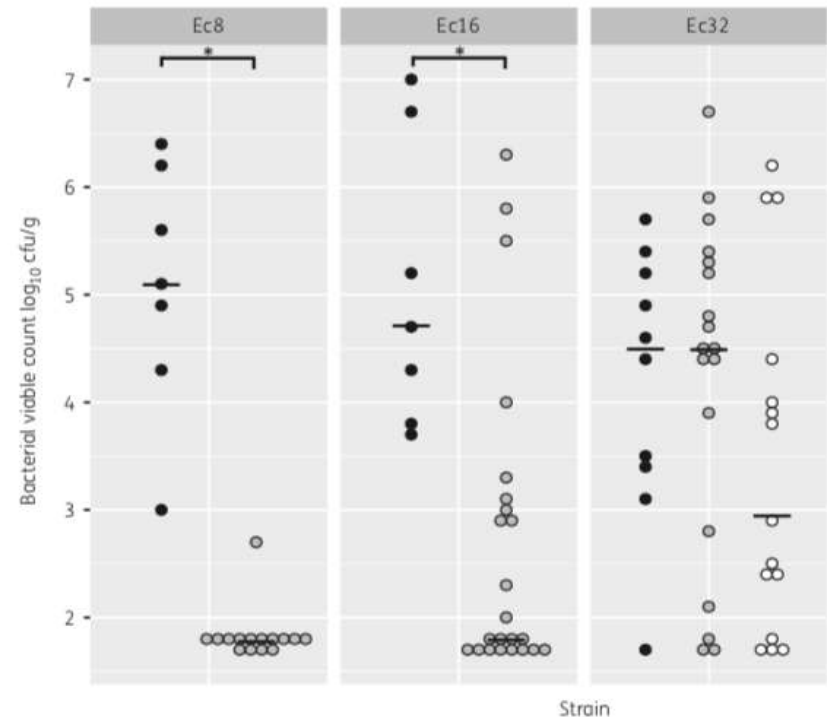 Ec8
Ec16
Ec32
*
*
7
6
5
4
3
2
Bacterial viable count log₁₀ cfu/g
Strain